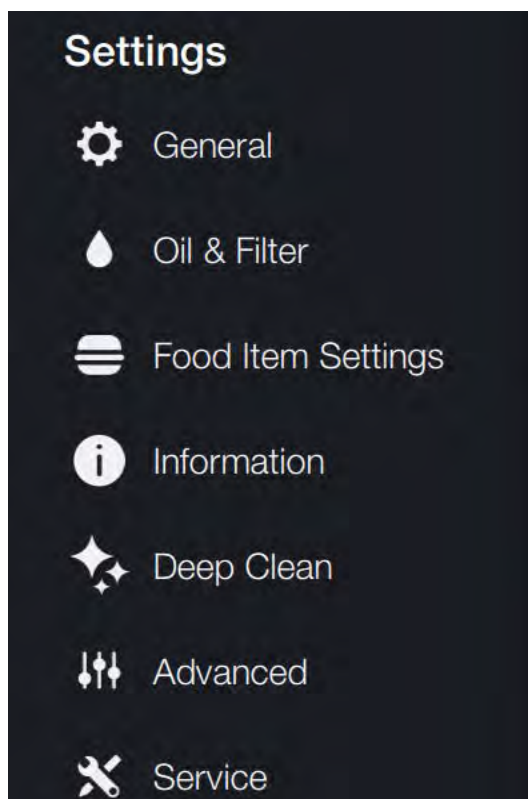 Settings
General
Oil & Filter
Food Item Settings
Information
Deep Clean
Advanced
Service